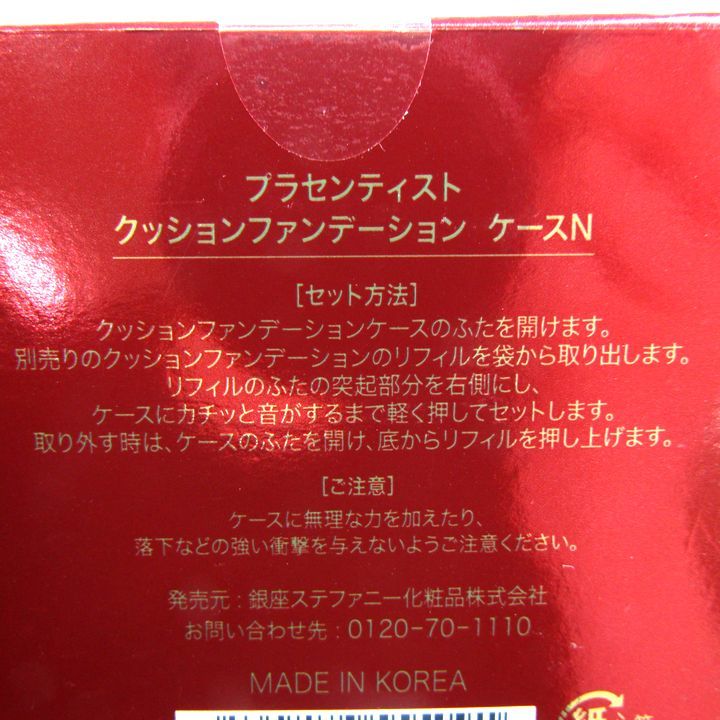 プラセンティスト
クッションファンデーション ケースN
[セット方法]
クッションファンデーションケースのふたを開けます。
別売りのクッションファンデーションのリフィルを袋から取り出します。
リフィルのふたの突起部分を右側にし、
ケースにカチッと音がするまで軽く押してセットします。
取り外す時は、ケースのふたを開け、底からリフィルを押し上げます。
[ご注意]
ケースに無理な力を加えたり、
落下などの強い衝撃を与えないようご注意ください。
発売元 : 銀座ステファニー化粧品株式会社
お問い合わせ先 : 0120-70-1110
MADE IN KOREA
紙